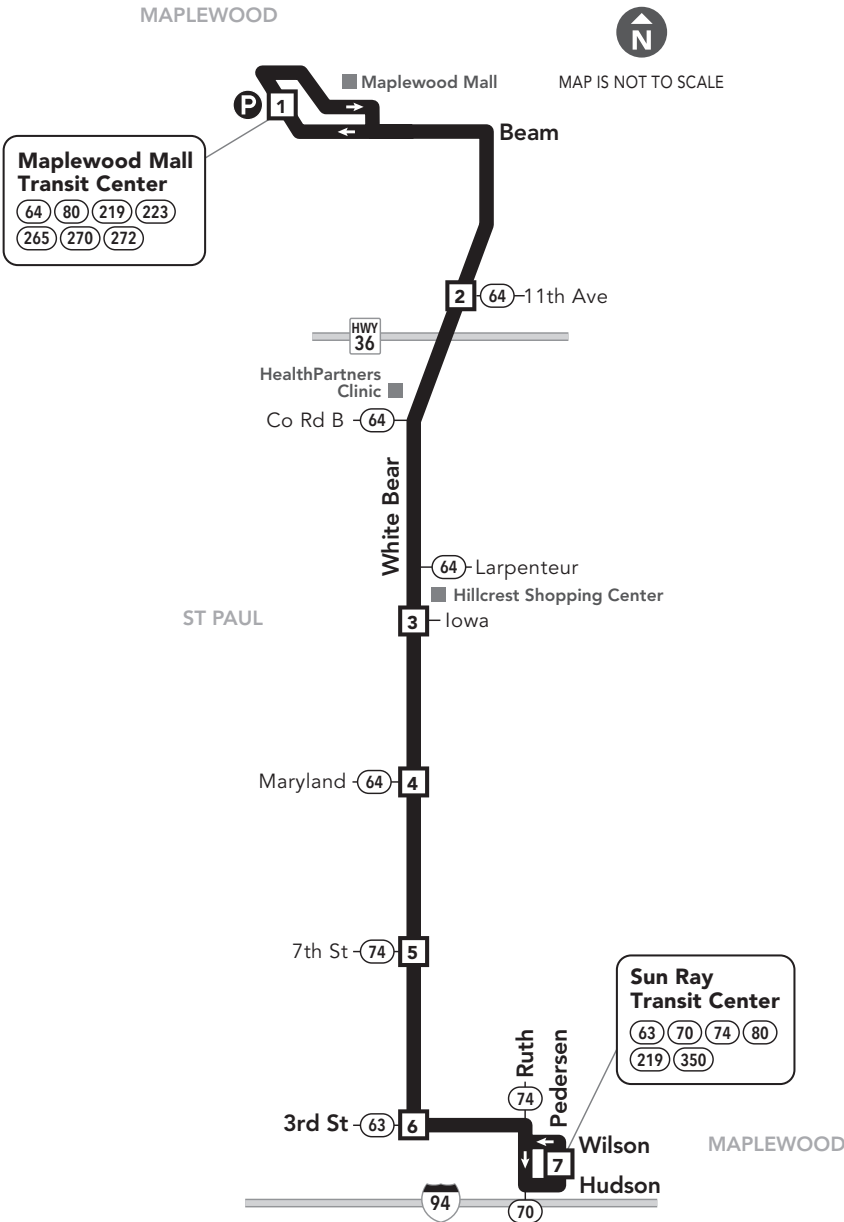 MAPLEWOOD
N
MAP IS NOT TO SCALE
Maplewood Mall
P
1
Beam
Maplewood Mall
Transit Center
64 80 219 223
265 270 272
2 64 11th Ave
HWY
36
HealthPartners
Clinic
Co Rd B 64
White Bear
64 Larpenteur
Hillcrest Shopping Center
ST PAUL
3 Iowa
Maryland 64 4
7th St 74 5
Sun Ray
Transit Center
63 70 74 80
219 350
Ruth
74
Pedersen
3rd St 63 6
Wilson
MAPLEWOOD
7
Hudson
94
70